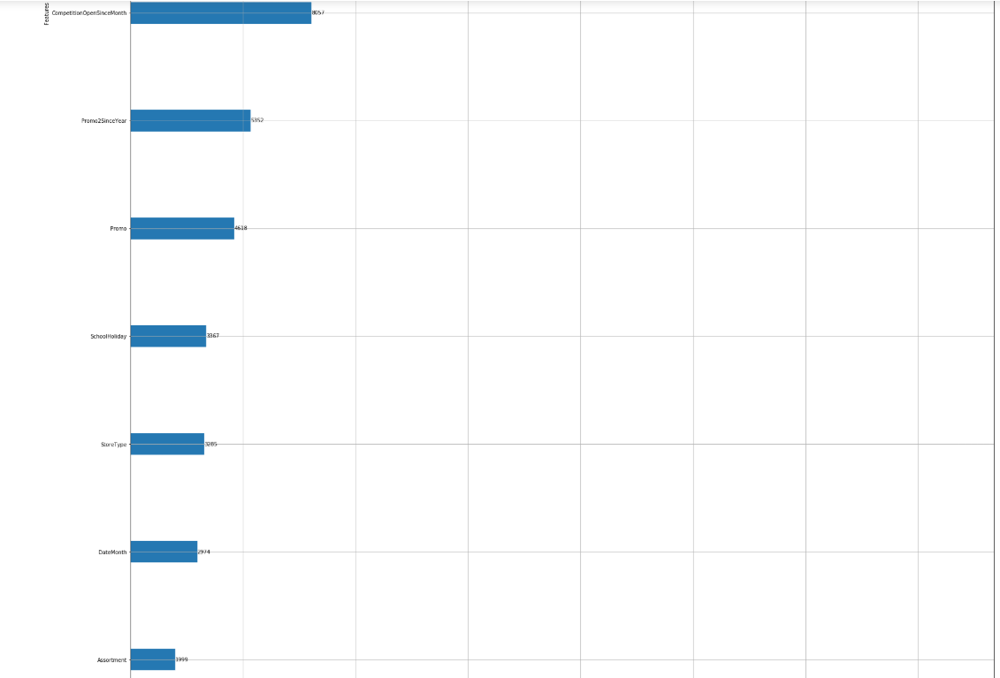 Features
CompetitionOpenSinceMonth 8057
Promo2SinceYear 5352
Promo 4618
SchoolHoliday 3367
StoreType 3285
DateMonth 2974
Assortment 1999